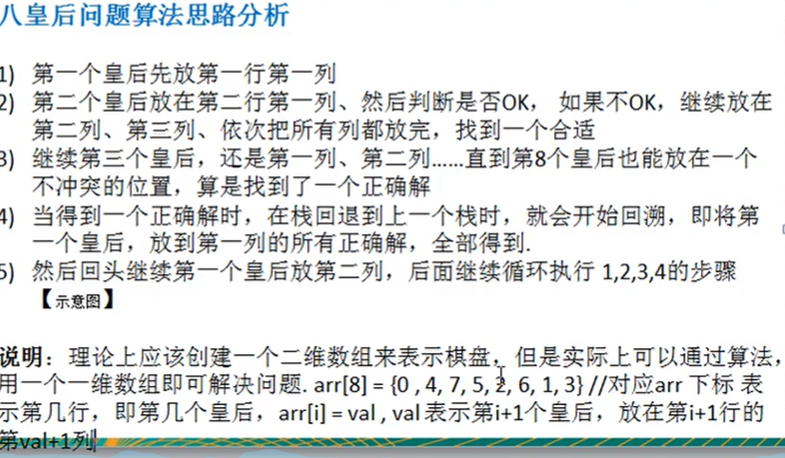 八皇后问题算法思路分析
1) 第一个皇后先放第一行第一列
2) 第二个皇后放在第二行第一列、然后判断是否OK， 如果不OK，继续放在
第二列、第三列、依次把所有列都放完，找到一个合适
3) 继续第三个皇后，还是第一列、第二列……直到第8个皇后也能放在一个
不冲突的位置，算是找到了一个正确解
4) 当得到一个正确解时，在栈回退到上一个栈时，就会开始回溯，即将第
一个皇后，放到第一列的所有正确解，全部得到.
5) 然后回头继续第一个皇后放第二列，后面继续循环执行 1,2,3,4的步骤
【示意图】
说明：理论上应该创建一个二维数组来表示棋盘，但是实际上可以通过算法，
用一个一维数组即可解决问题. arr[8] = {0 , 4, 7, 5, 2, 6, 1, 3} //对应arr 下标 表
示第几行，即第几个皇后，arr[i] = val , val 表示第i+1个皇后，放在第i+1行的
第val+1列